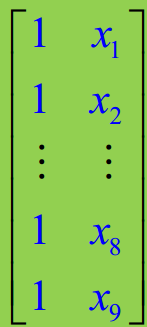 1 x₁
1 x₂
⋮ ⋮
1 x₈
1 x₉